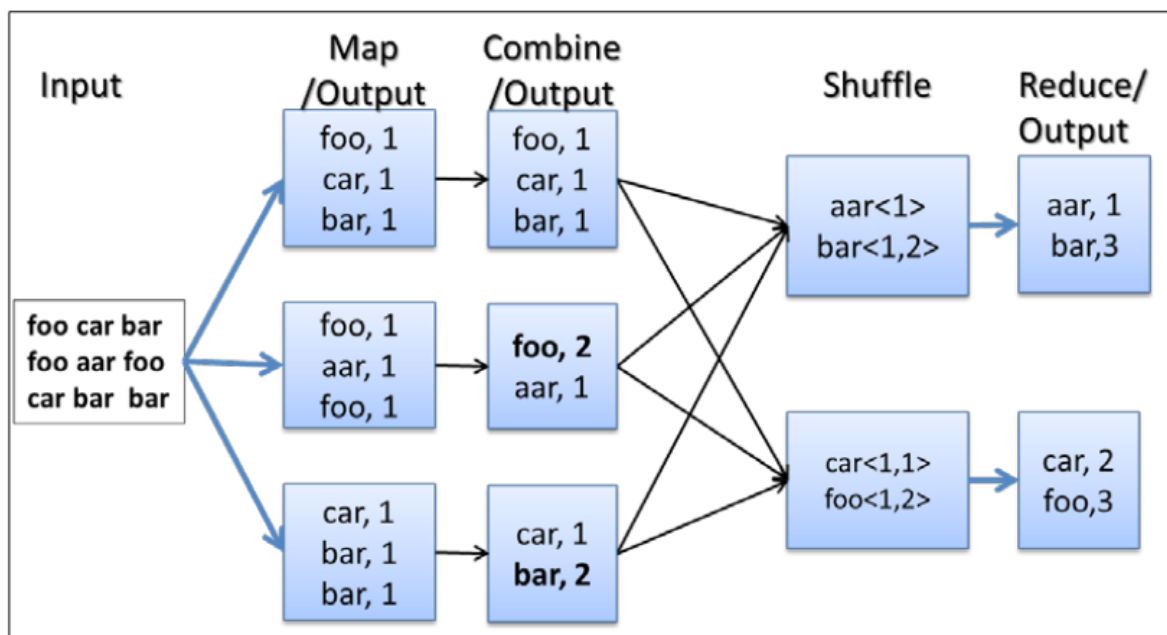 Input
Map
/Output
Combine
/Output
Shuffle
Reduce/
Output
foo car bar
foo aar foo
car bar  bar
foo, 1
car, 1
bar, 1
foo, 1
aar, 1
foo, 1
car, 1
bar, 1
bar, 1
foo, 1
car, 1
bar, 1
foo, 2
aar, 1
car, 1
bar, 2
aar<1>
bar<1,2>
car<1,1>
foo<1,2>
aar, 1
bar,3
car, 2
foo,3